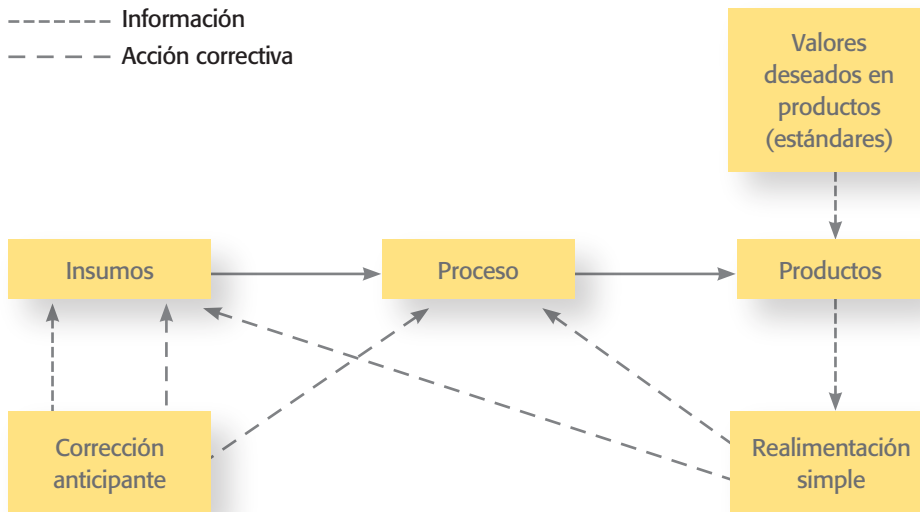 Información
Acción correctiva
Valores
deseados en
productos
(estándares)
Insumos
Proceso
Productos
Corrección
anticipante
Realimentación
simple